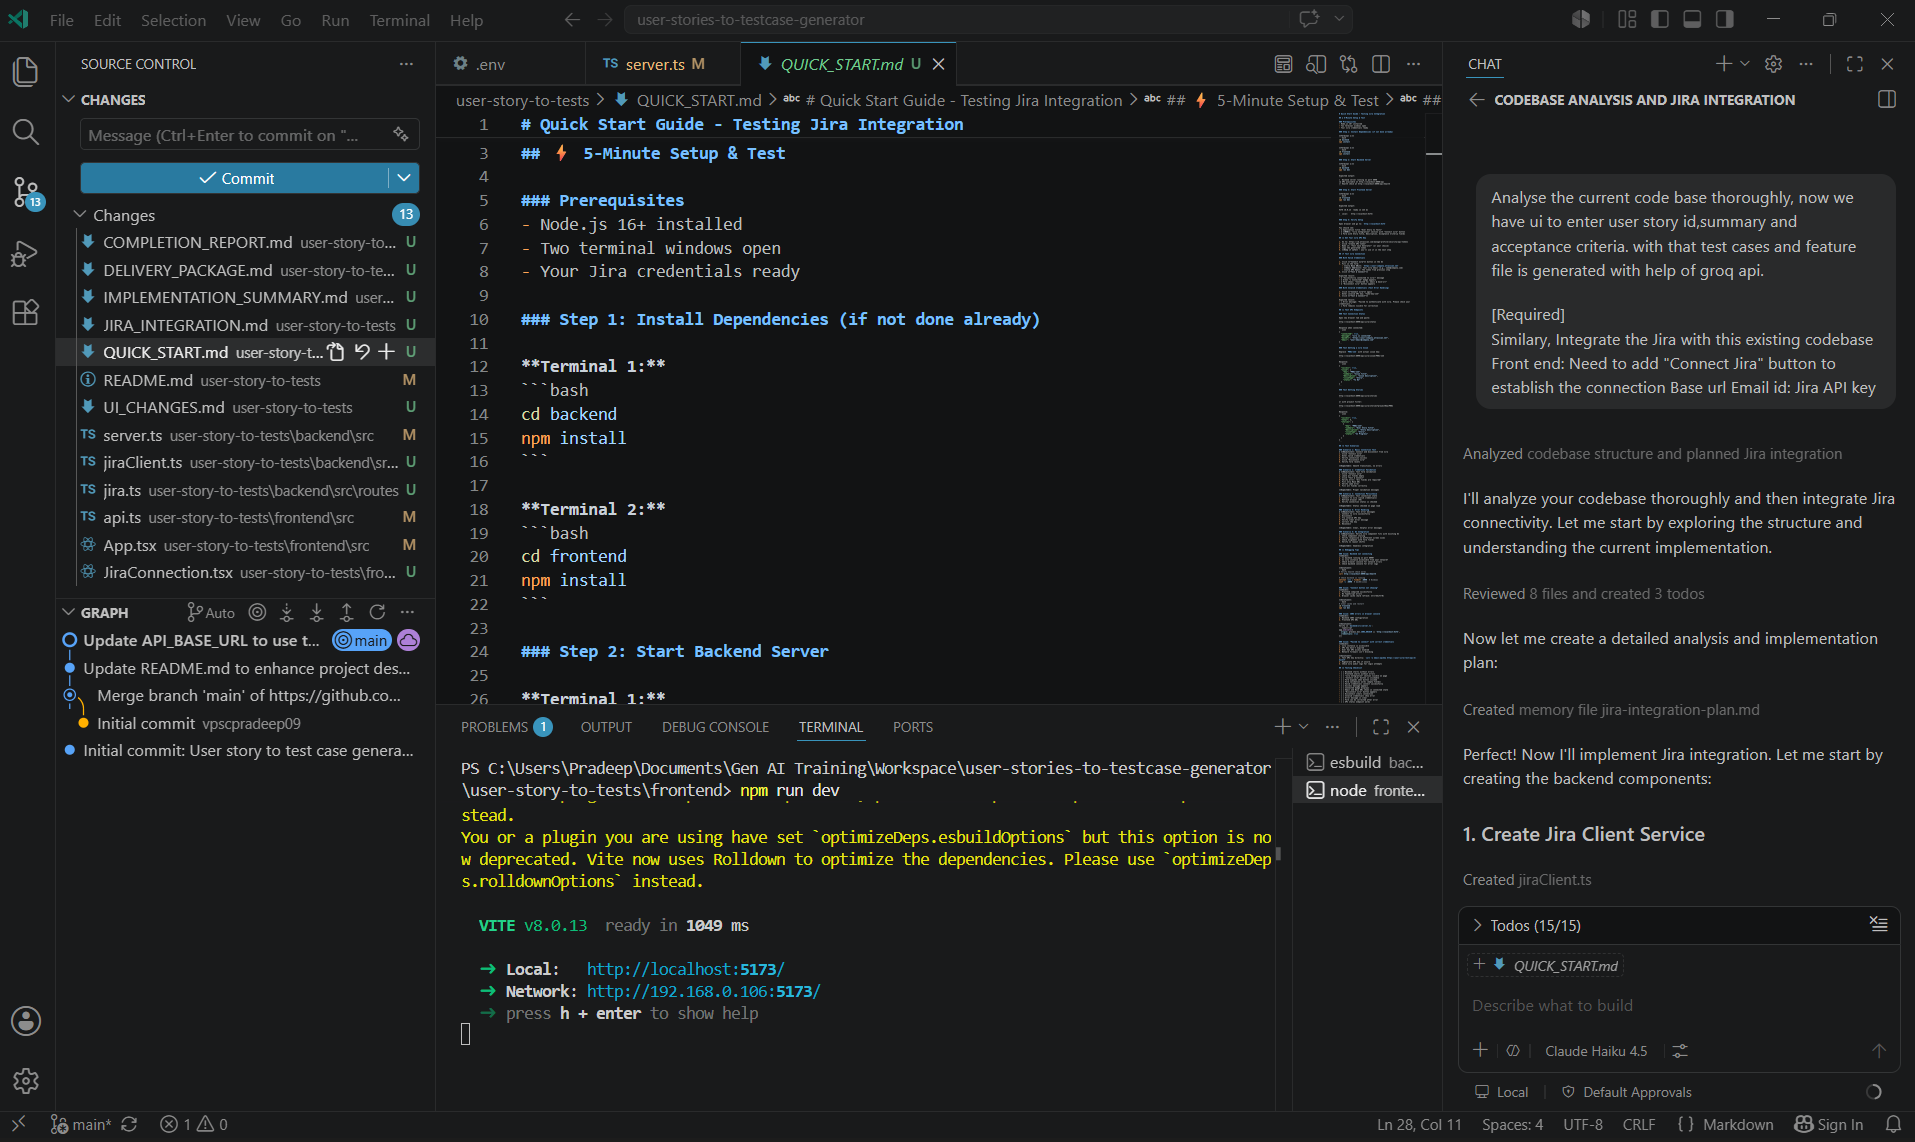 File Edit Selection View Go Run Terminal Help
user-stories-to-testcase-generator
SOURCE CONTROL
CHANGES
Message (Ctrl+Enter to commit on "...
Commit
Changes 13
COMPLETION_REPORT.md user-story-to... U
DELIVERY_PACKAGE.md user-story-to-te... U
IMPLEMENTATION_SUMMARY.md user... U
JIRA_INTEGRATION.md user-story-to-tests U
QUICK_START.md user-story-t... U
README.md user-story-to-tests M
UI_CHANGES.md user-story-to-tests U
TS server.ts user-story-to-tests\backend\src M
TS jiraClient.ts user-story-to-tests\backend\sr... U
TS jira.ts user-story-to-tests\backend\src\routes U
TS api.ts user-story-to-tests\frontend\src M
App.tsx user-story-to-tests\frontend\src M
JiraConnection.tsx user-story-to-tests\fro... U
13
GRAPH Auto
Update API_BASE_URL to use t... main
Update README.md to enhance project des...
Merge branch 'main' of https://github.co...
Initial commit vpscpradeep09
Initial commit: User story to test case genera...
.env
TS server.ts M
QUICK_START.md U
user-story-to-tests > QUICK_START.md > abc # Quick Start Guide - Testing Jira Integration > abc ## ⚡ 5-Minute Setup & Test > abc ##
1 # Quick Start Guide - Testing Jira Integration
3 ## ⚡ 5-Minute Setup & Test
4
5 ### Prerequisites
6 - Node.js 16+ installed
7 - Two terminal windows open
8 - Your Jira credentials ready
9
10 ### Step 1: Install Dependencies (if not done already)
11
12 **Terminal 1:**
13 ```bash
14 cd backend
15 npm install
16 ```
17
18 **Terminal 2:**
19 ```bash
20 cd frontend
21 npm install
22 ```
23
24 ### Step 2: Start Backend Server
25
26 **Terminal 1:**
PROBLEMS 1 OUTPUT DEBUG CONSOLE TERMINAL PORTS
PS C:\Users\Pradeep\Documents\Gen AI Training\Workspace\user-stories-to-testcase-generator
\user-story-to-tests\frontend> npm run dev
stead.
You or a plugin you are using have set `optimizeDeps.esbuildOptions` but this option is no
w deprecated. Vite now uses Rolldown to optimize the dependencies. Please use `optimizeDep
s.rolldownOptions` instead.
VITE v8.0.13 ready in 1049 ms
➜ Local: http://localhost:5173/
➜ Network: http://192.168.0.106:5173/
➜ press h + enter to show help
esbuild bac...
node fronte...
CHAT
CODEBASE ANALYSIS AND JIRA INTEGRATION
Analyse the current code base thoroughly, now we
have ui to enter user story id,summary and
acceptance criteria. with that test cases and feature
file is generated with help of groq api.
[Required]
Similary, Integrate the Jira with this existing codebase
Front end: Need to add "Connect Jira" button to
establish the connection Base url Email id: Jira API key
Analyzed codebase structure and planned Jira integration
I'll analyze your codebase thoroughly and then integrate Jira
connectivity. Let me start by exploring the structure and
understanding the current implementation.
Reviewed 8 files and created 3 todos
Now let me create a detailed analysis and implementation
plan:
Created memory file jira-integration-plan.md
Perfect! Now I'll implement Jira integration. Let me start by
creating the backend components:
1. Create Jira Client Service
Created jiraClient.ts
Todos (15/15)
QUICK_START.md
Describe what to build
Claude Haiku 4.5
Local Default Approvals
main* 1 0
Ln 28, Col 11 Spaces: 4 UTF-8 CRLF { } Markdown Sign In